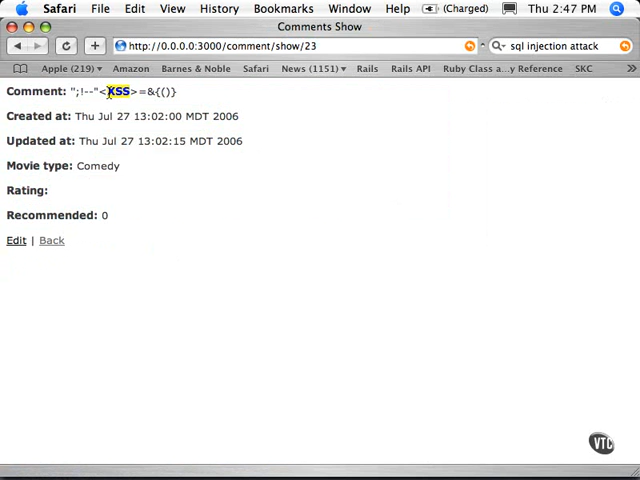 Safari File Edit View History Bookmarks Window Help (Charged) Thu 2:47 PM
Comments Show
http://0.0.0.0:3000/comment/show/23 sql injection attack
Apple (219) Amazon Barnes & Noble Safari News (1151) Rails Rails API Ruby Class a...y Reference SKC »
Comment: ";!--"<XSS>=&{()}
Created at: Thu Jul 27 13:02:00 MDT 2006
Updated at: Thu Jul 27 13:02:15 MDT 2006
Movie type: Comedy
Rating:
Recommended: 0
Edit | Back
VTC